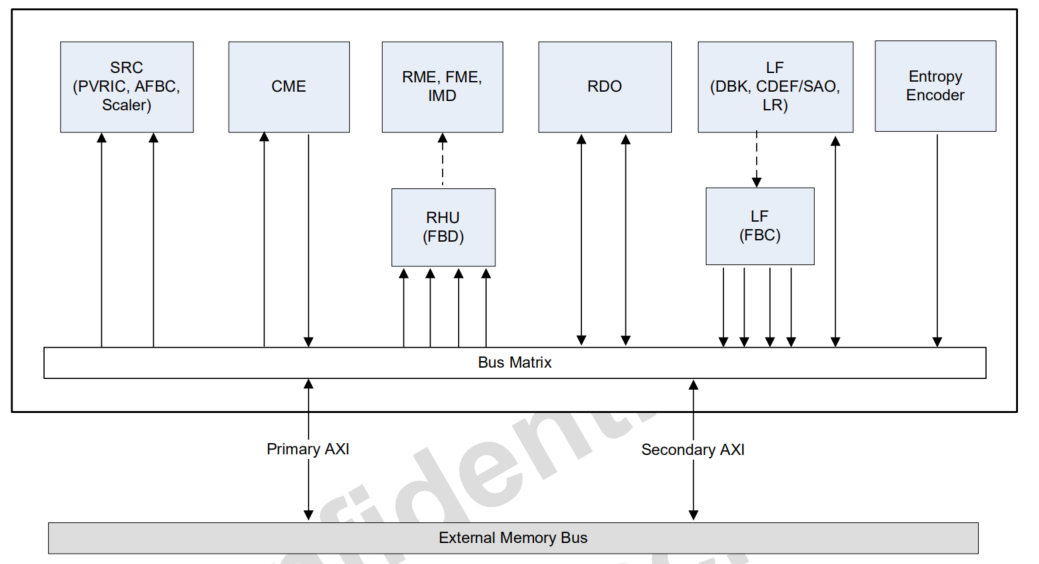 SRC
(PVRIC, AFBC,
Scaler)
CME
RME, FME,
IMD
RDO
LF
(DBK, CDEF/SAO,
LR)
Entropy
Encoder
RHU
(FBD)
LF
(FBC)
Bus Matrix
Primary AXI
Secondary AXI
External Memory Bus